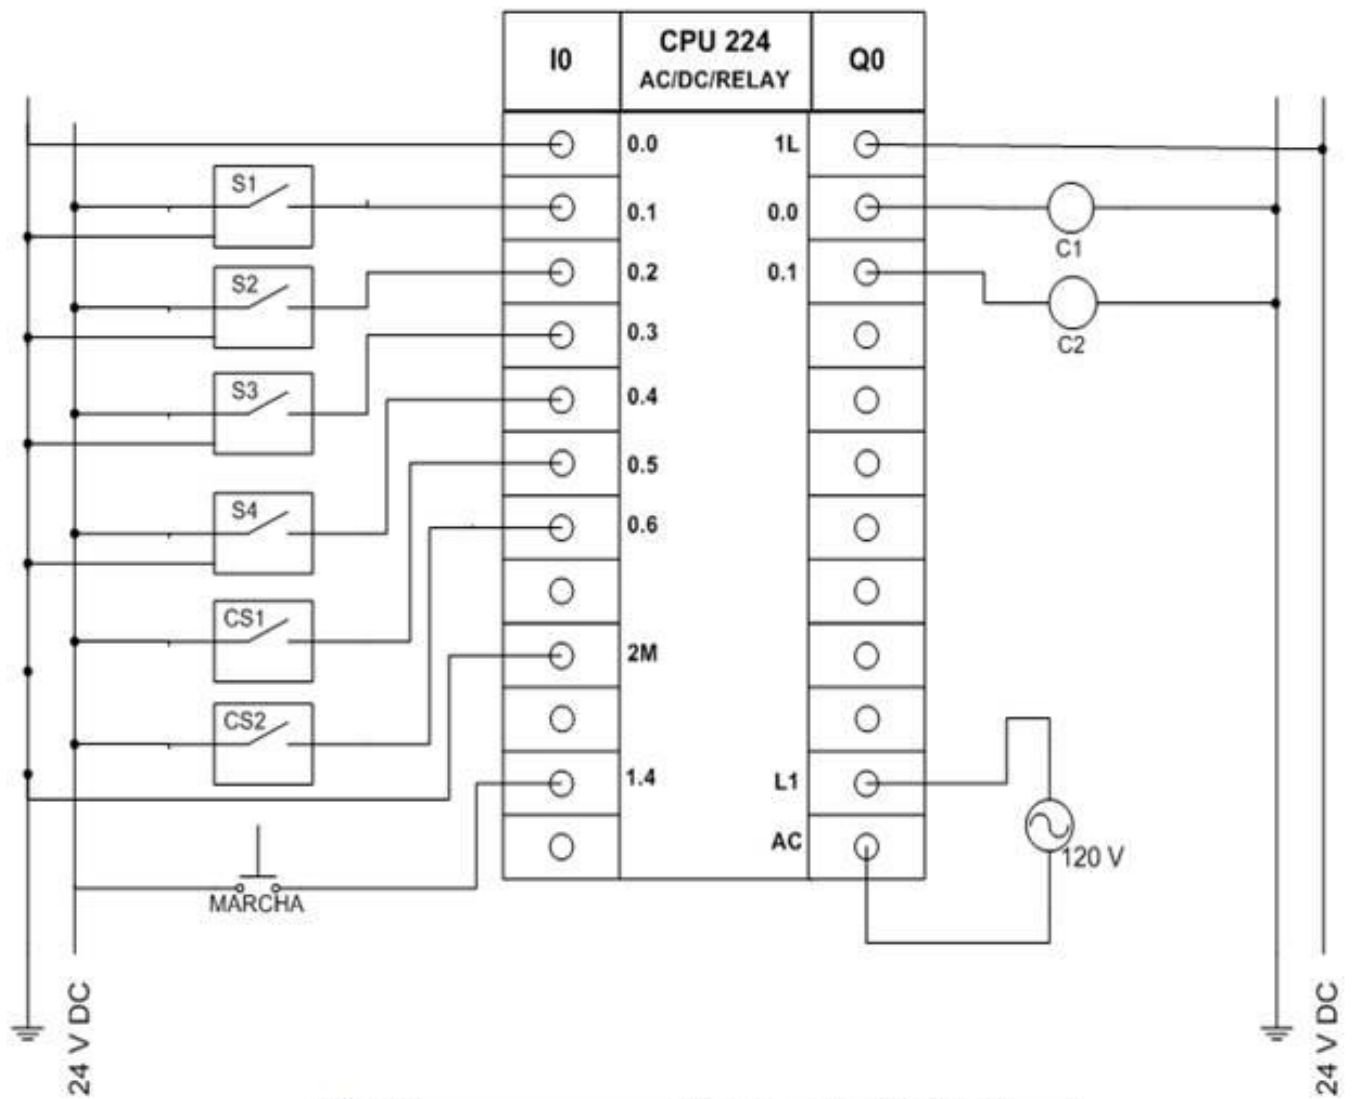 I0 CPU 224 Q0
AC/DC/RELAY
0.0 1L
S1
0.1 0.0
C1
S2 0.2 0.1
0.3
C2
S3 0.4
0.5
S4 0.6
CS1
2M
CS2
1.4 L1
AC 120 V
MARCHA
24 V DC
24 V DC